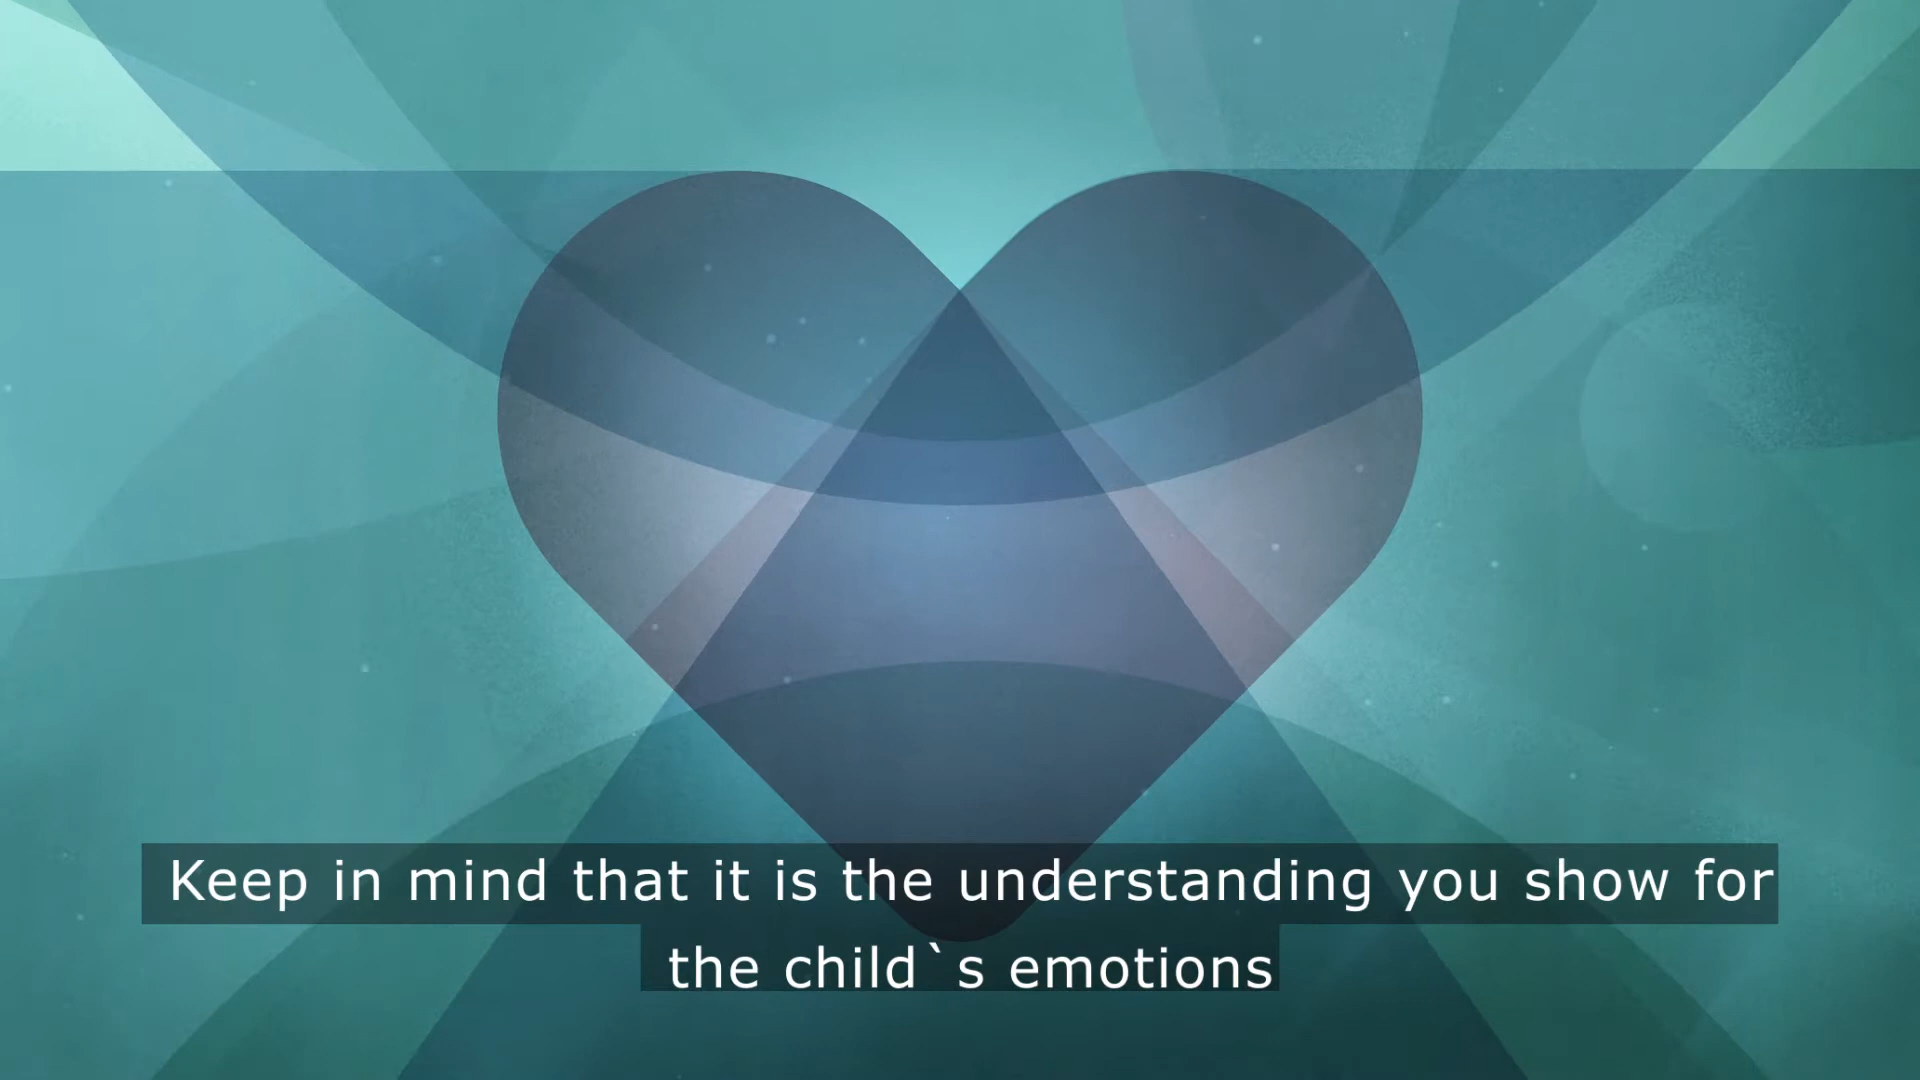 Keep in mind that it is the understanding you show for
the child`s emotions